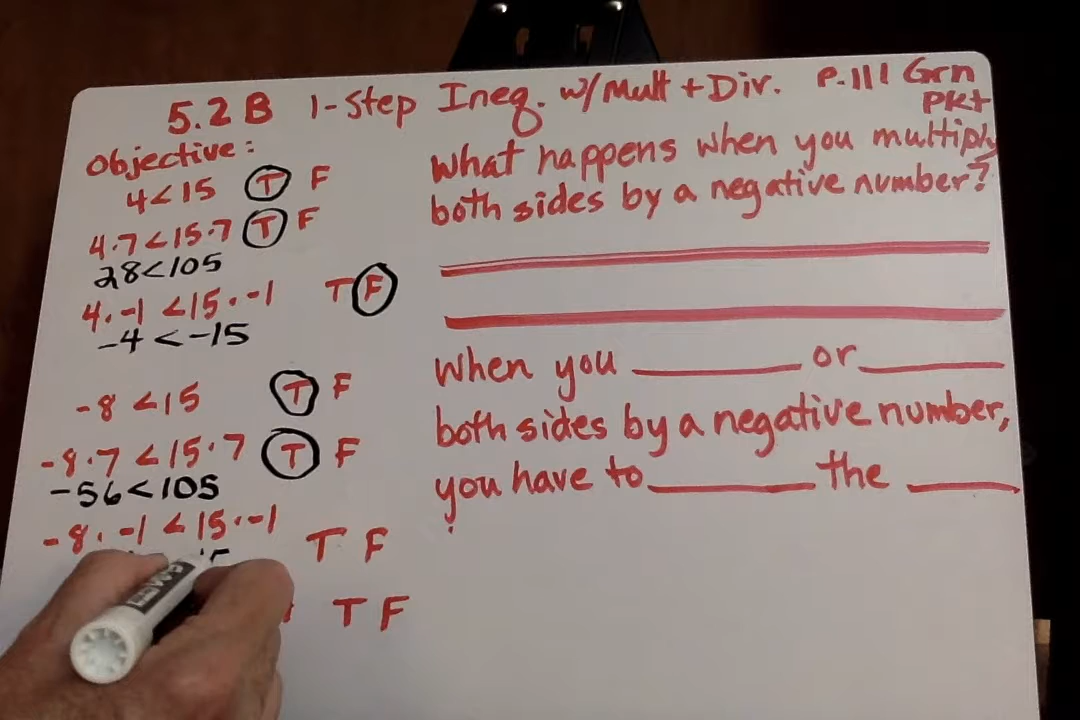 5.2 B 1-Step Ineq. w/ Mult + Div. P.111 Grn
Pkt
Objective:
4 < 15 T F
4·7 < 15·7 T F
28 < 105
4·-1 < 15·-1 T F
-4 < -15
-8 < 15 T F
-8·7 < 15·7 T F
-56 < 105
-8·-1 < 15·-1 T F
T F
What happens when you multiply
both sides by a negative number?
When you ______ or ______
both sides by a negative number,
you have to ______ the ______